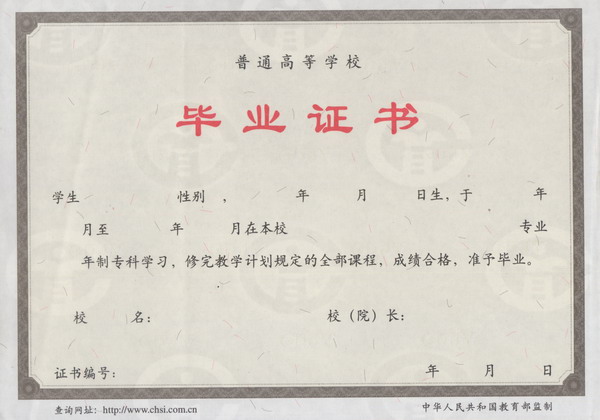 普通高等学校
毕业证书
学生 性别 , 年 月 日生,于 年
月至 年 月在本校 专业
年制专科学习,修完教学计划规定的全部课程,成绩合格,准予毕业。
校 名: 校(院)长:
证书编号: 年 月 日
查询网址:http://www.chsi.com.cn 中华人民共和国教育部监制